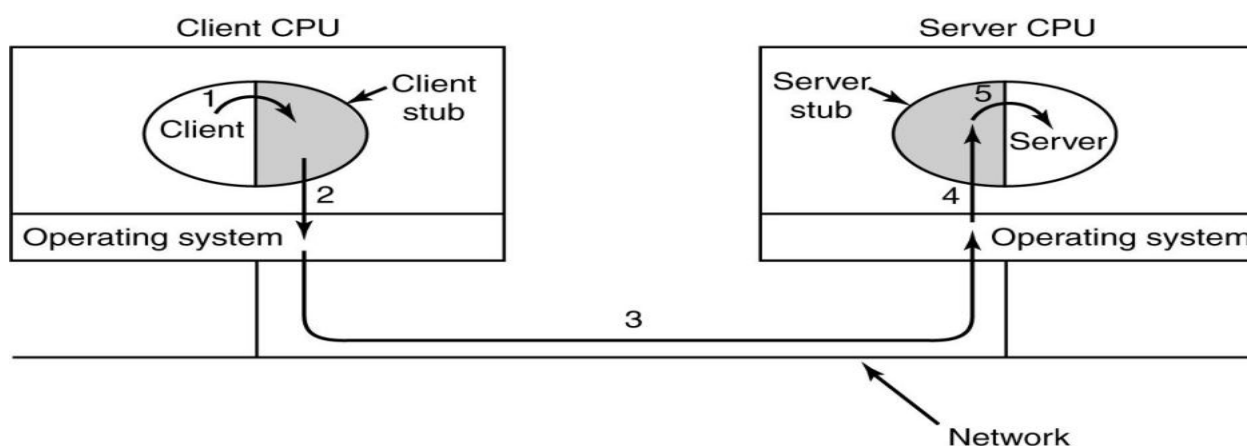 Client CPU
Server CPU
1
Client
Client
stub
2
Operating system
Server
stub
5
Server
4
Operating system
3
Network